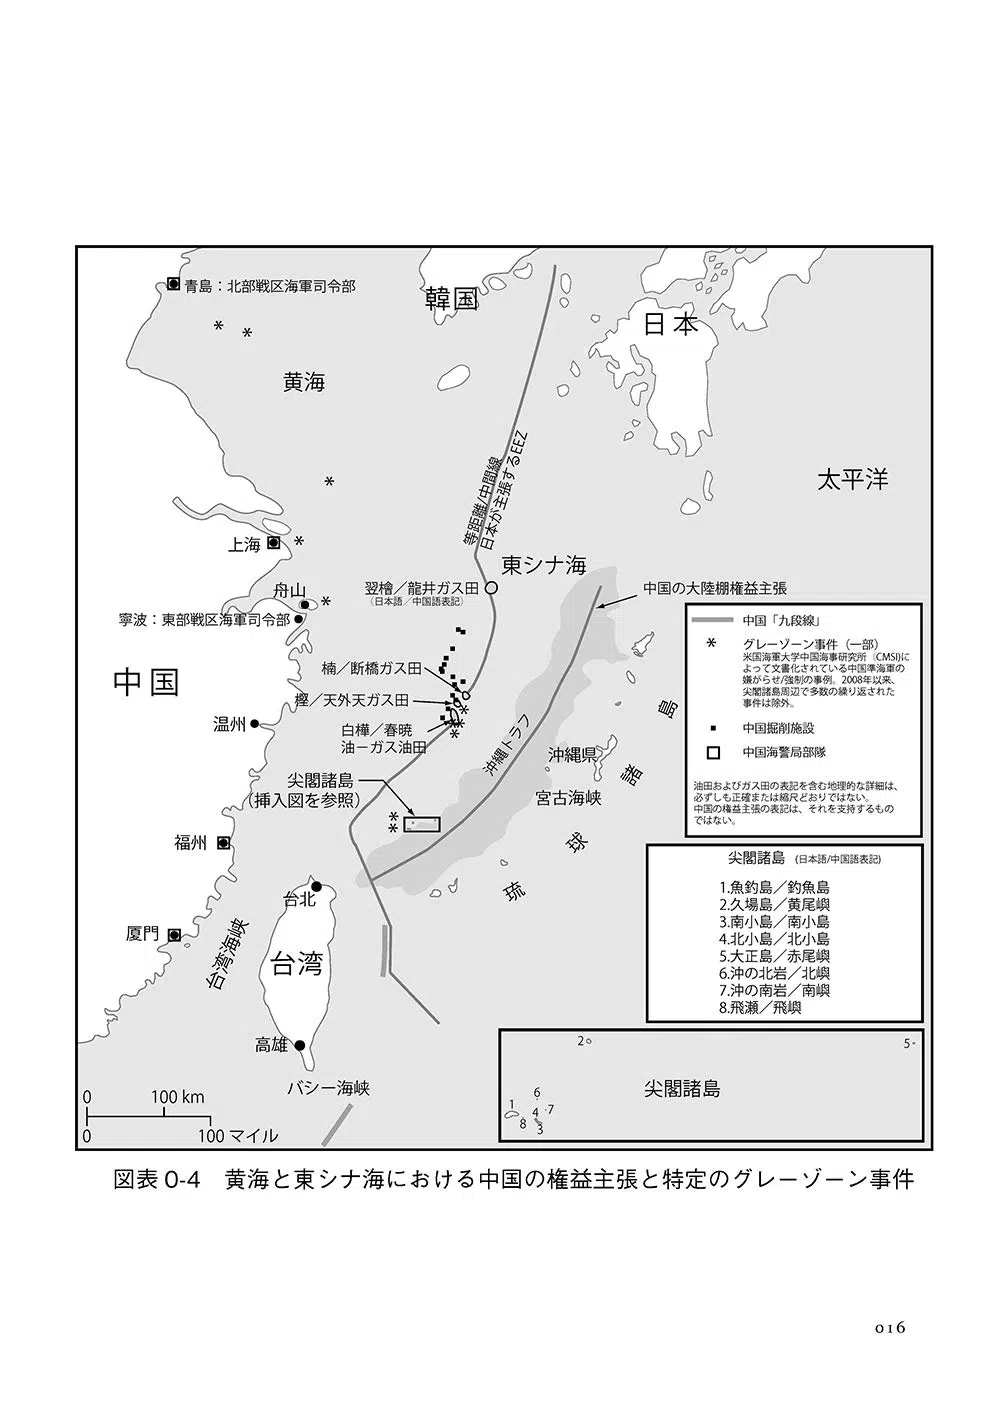 韓国
青島：北部戦区海軍司令部
日本
黄海
太平洋
等距離/中間線
日本が主張するEEZ
上海
東シナ海
翌檜／龍井ガス田
（日本語／中国語表記）
中国の大陸棚権益主張
舟山
寧波：東部戦区海軍司令部
中国「九段線」
グレーゾーン事件（一部）
米国海軍大学中国海事研究所（CMSI)に
よって文書化されている中国準海軍の
嫌がらせ/強制の事例。2008年以来、
尖閣諸島周辺で多数の繰り返された
事件は除外。
中国掘削施設
中国海警局部隊
油田およびガス田の表記を含む地理的な詳細は、
必ずしも正確または縮尺どおりではない。
中国の権益主張の表記は、それを支持するもの
ではない。
中国
楠／断橋ガス田
樫／天外天ガス田
温州
白樺／春暁
油－ガス油田
沖縄トラフ
沖縄県
宮古海峡
琉球諸島
尖閣諸島
（挿入図を参照）
福州
台北
厦門
台湾海峡
台湾
高雄
バシー海峡
尖閣諸島 （日本語/中国語表記）
1.魚釣島／釣魚島
2.久場島／黄尾嶼
3.南小島／南小島
4.北小島／北小島
5.大正島／赤尾嶼
6.沖の北岩／北嶼
7.沖の南岩／南嶼
8.飛瀬／飛嶼
2
5
尖閣諸島
6
1
4
7
8
3
0 100 km
0 100 マイル
図表 0-4 黄海と東シナ海における中国の権益主張と特定のグレーゾーン事件
016